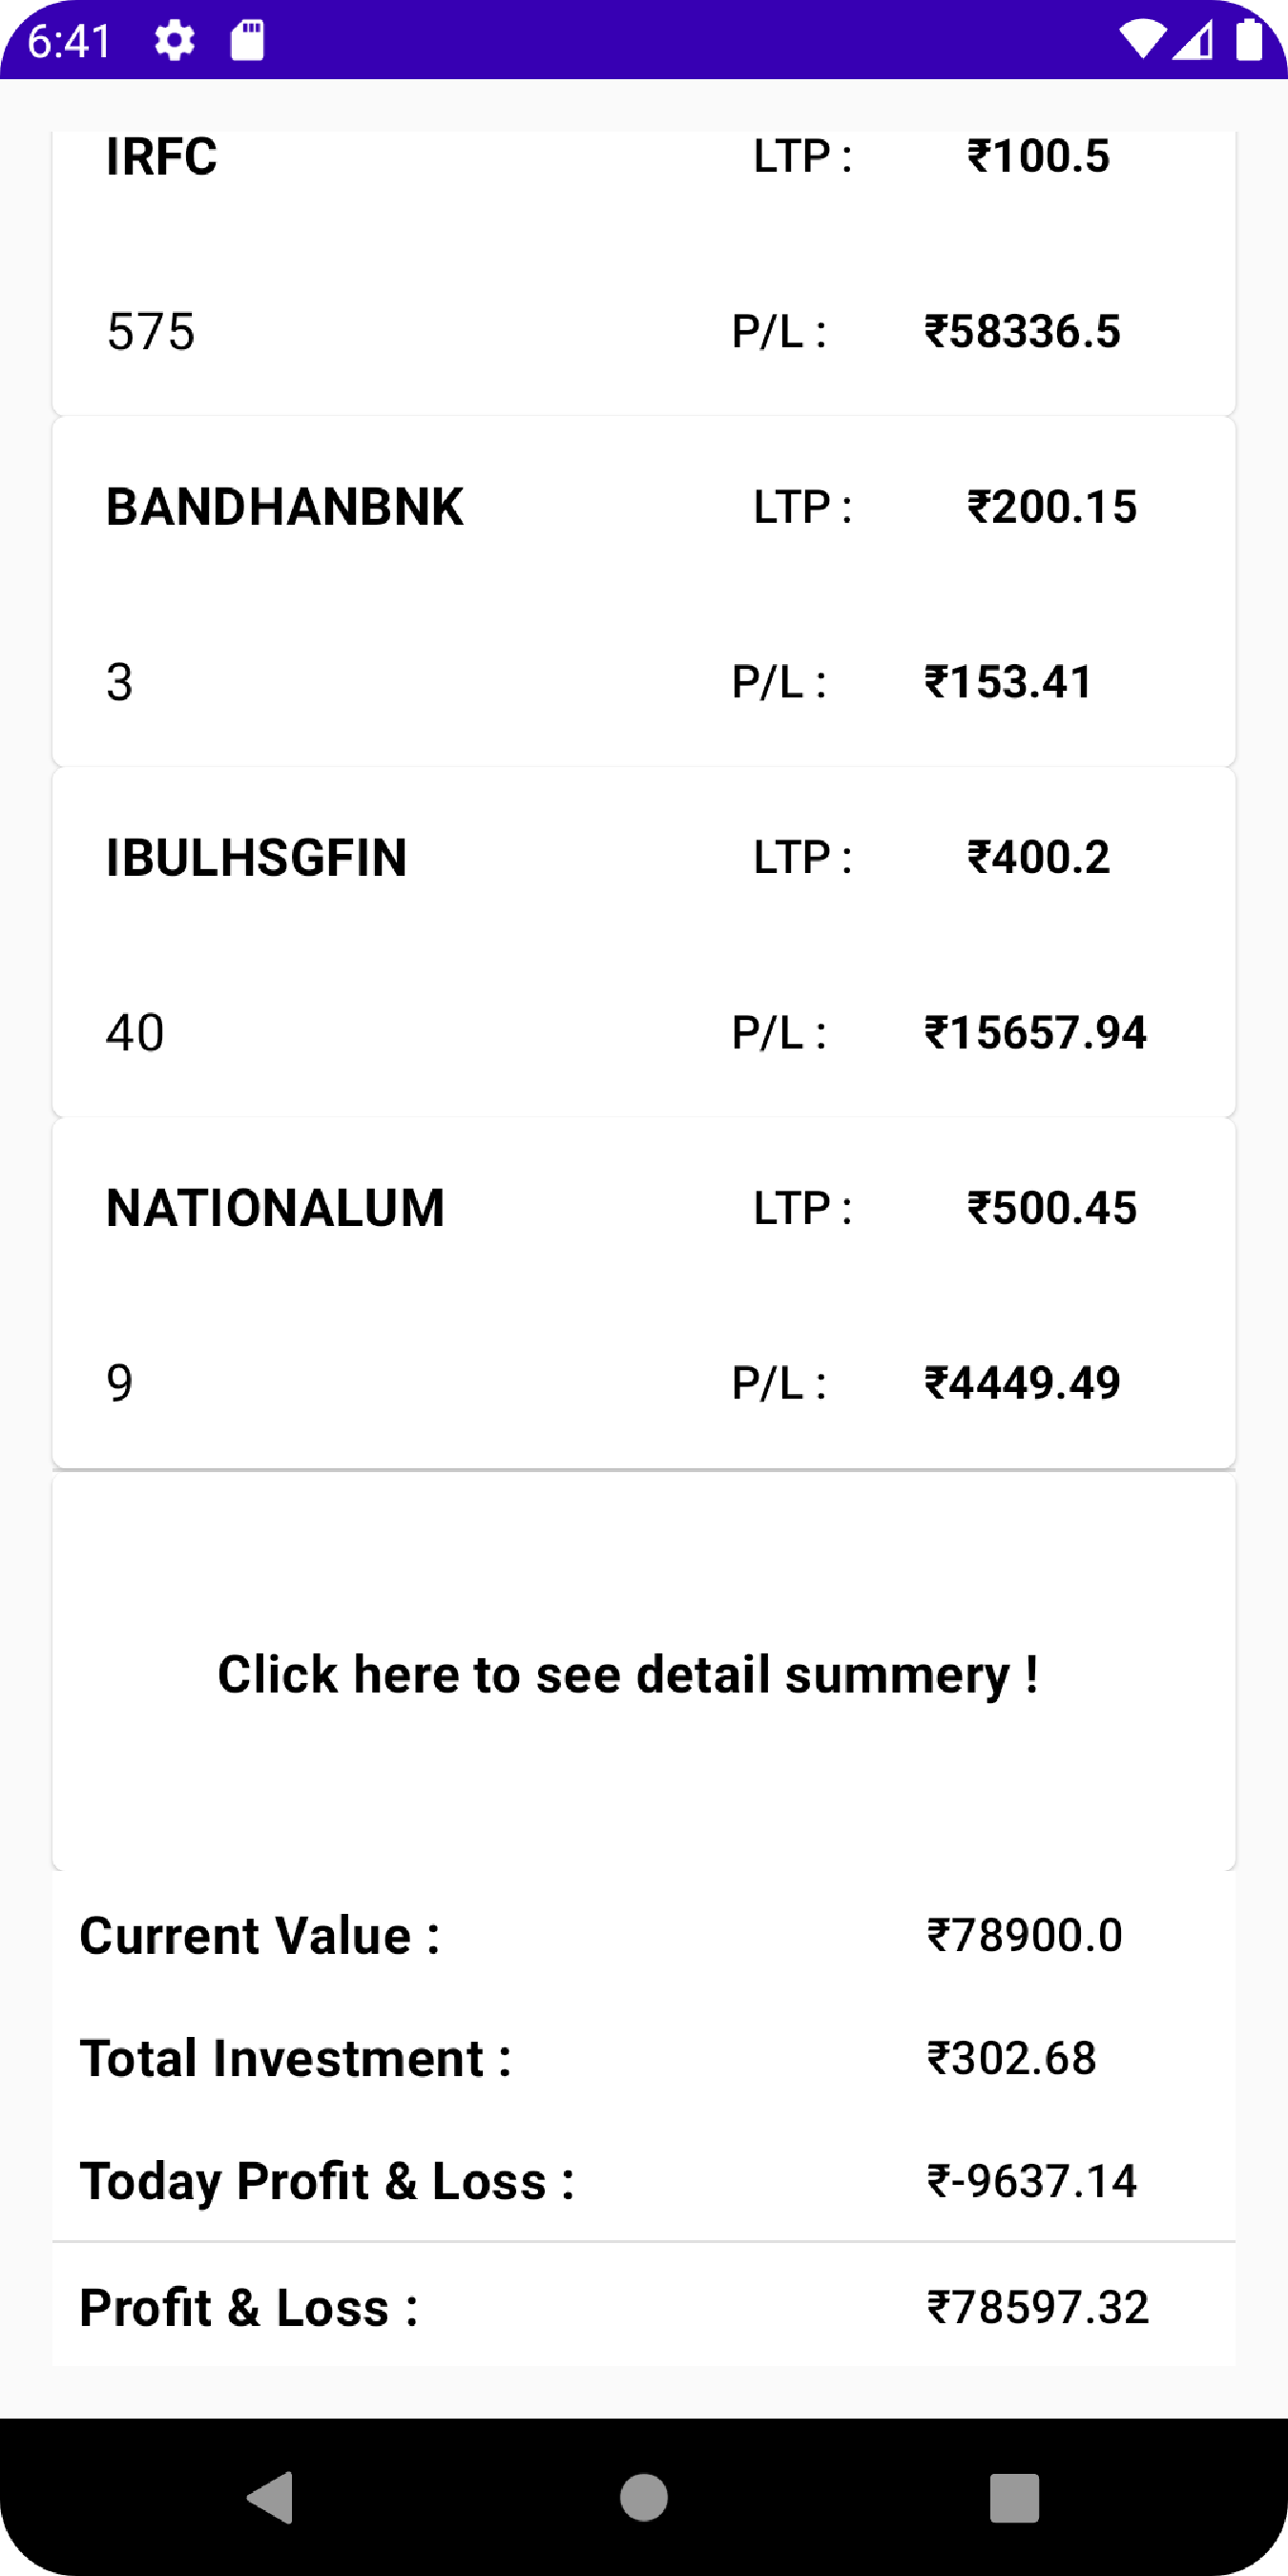 6:41
IRFC LTP : ₹100.5
575 P/L : ₹58336.5
BANDHANBNK LTP : ₹200.15
3 P/L : ₹153.41
IBULHSGFIN LTP : ₹400.2
40 P/L : ₹15657.94
NATIONALUM LTP : ₹500.45
9 P/L : ₹4449.49
Click here to see detail summery !
Current Value : ₹78900.0
Total Investment : ₹302.68
Today Profit & Loss : ₹-9637.14
Profit & Loss : ₹78597.32